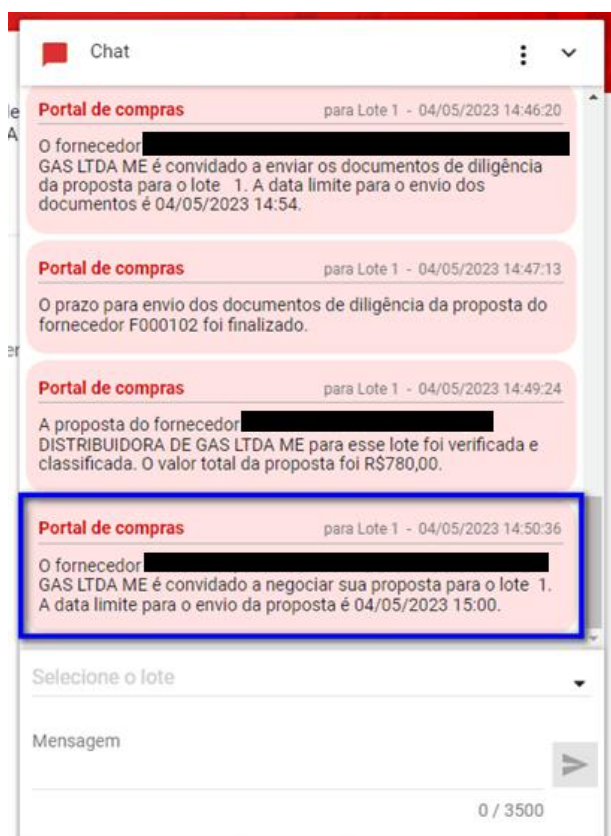 Chat
de
A
Portal de compras para Lote 1 - 04/05/2023 14:46:20
O fornecedor
GAS LTDA ME é convidado a enviar os documentos de diligência
da proposta para o lote 1. A data limite para o envio dos
documentos é 04/05/2023 14:54.
Portal de compras para Lote 1 - 04/05/2023 14:47:13
O prazo para envio dos documentos de diligência da proposta do
fornecedor F000102 foi finalizado.
er
Portal de compras para Lote 1 - 04/05/2023 14:49:24
A proposta do fornecedor
DISTRIBUIDORA DE GAS LTDA ME para esse lote foi verificada e
classificada. O valor total da proposta foi R$780,00.
Portal de compras para Lote 1 - 04/05/2023 14:50:36
O fornecedor
GAS LTDA ME é convidado a negociar sua proposta para o lote 1.
A data limite para o envio da proposta é 04/05/2023 15:00.
Selecione o lote
Mensagem
0 / 3500